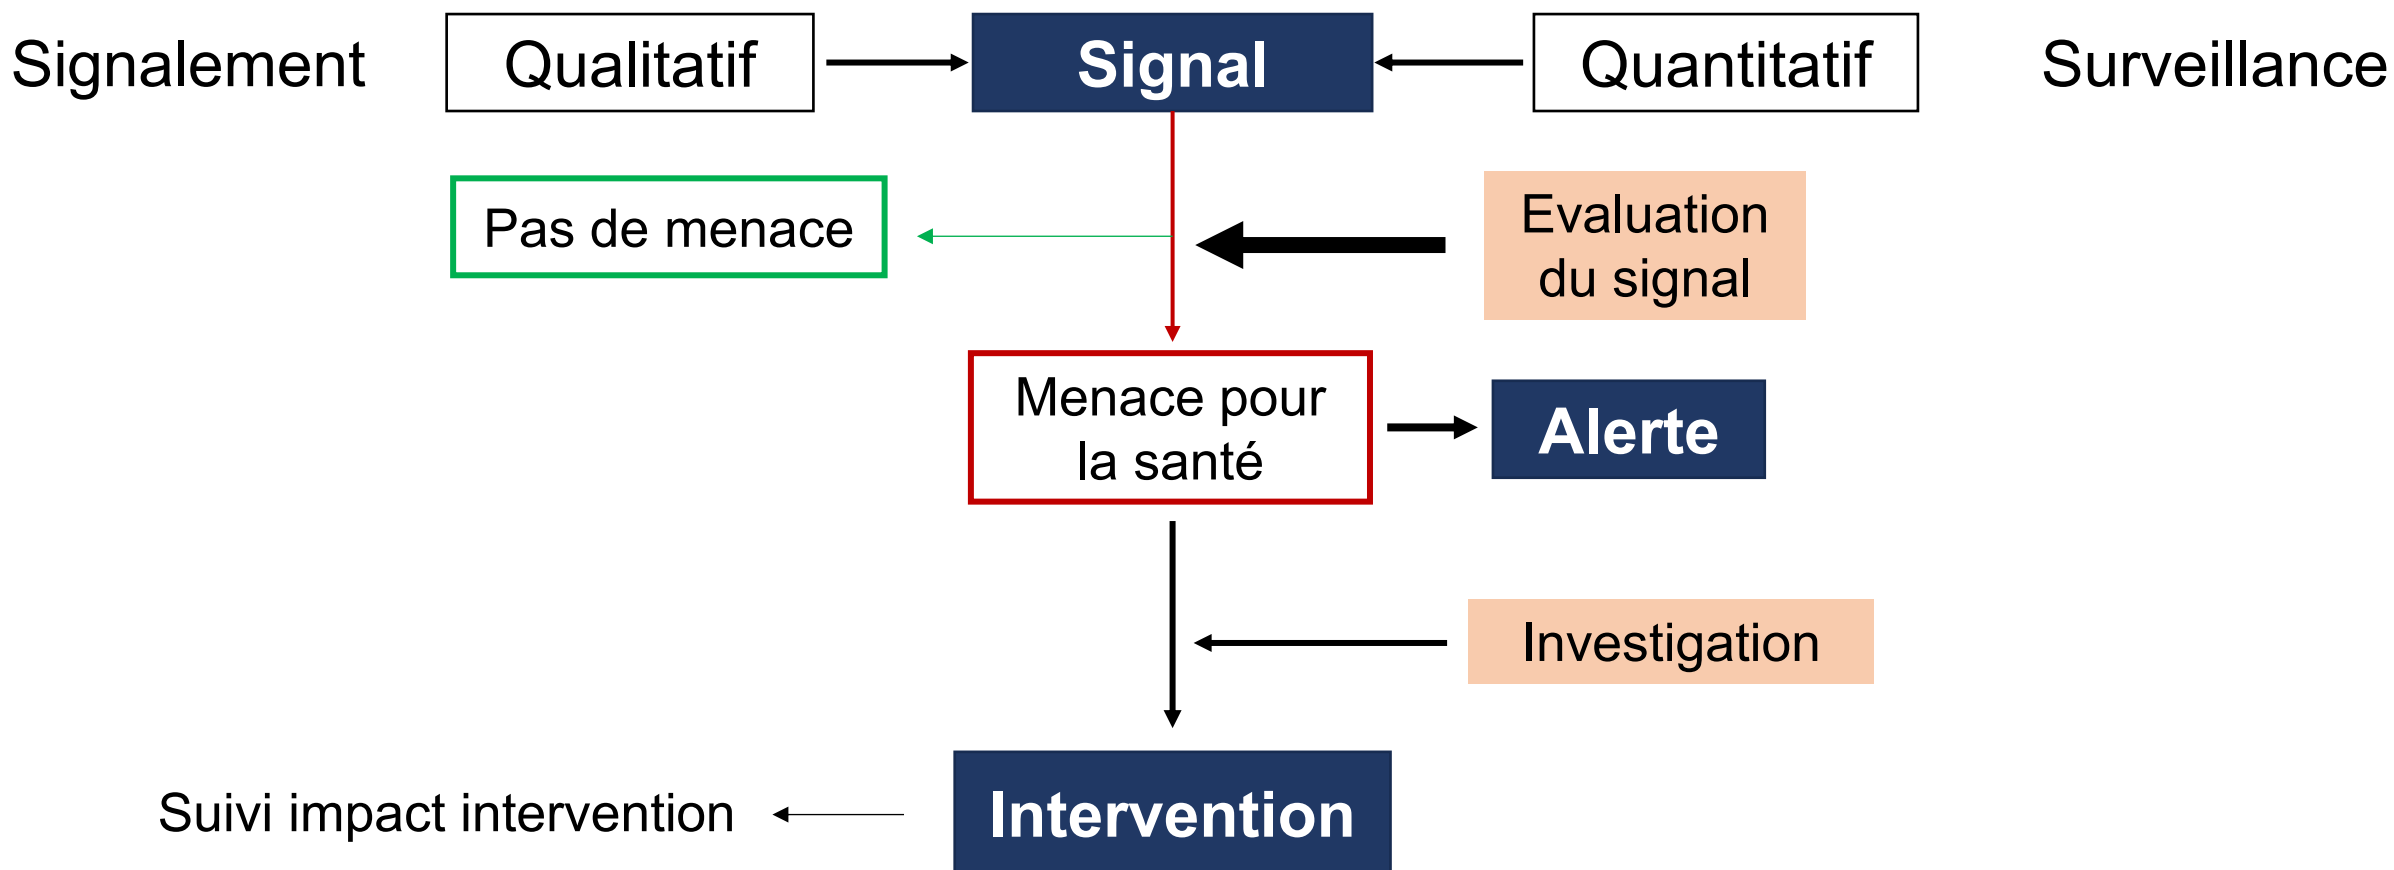 Signalement
Qualitatif
Signal
Quantitatif
Surveillance
Pas de menace
Evaluation
du signal
Menace pour
la santé
Alerte
Investigation
Suivi impact intervention
Intervention